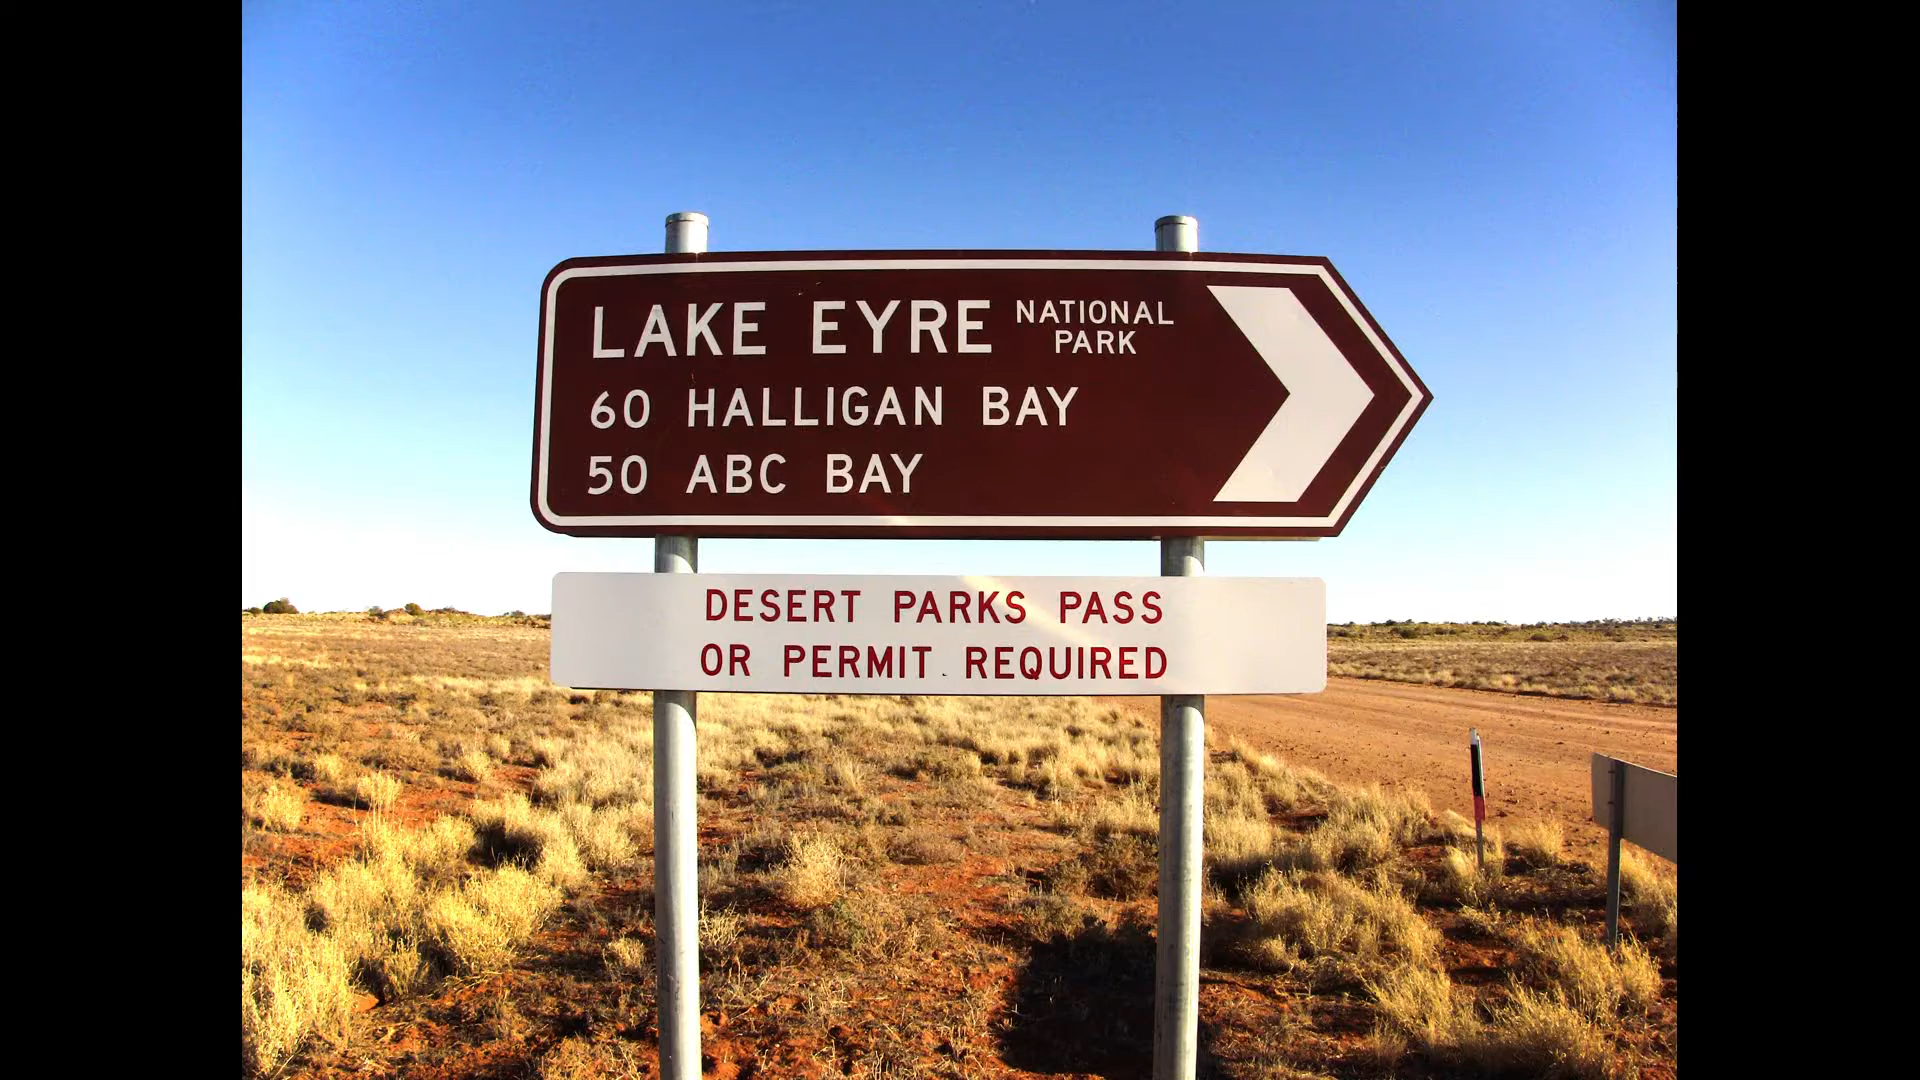 LAKE EYRE NATIONAL PARK
60 HALLIGAN BAY
50 ABC BAY
DESERT PARKS PASS
OR PERMIT REQUIRED